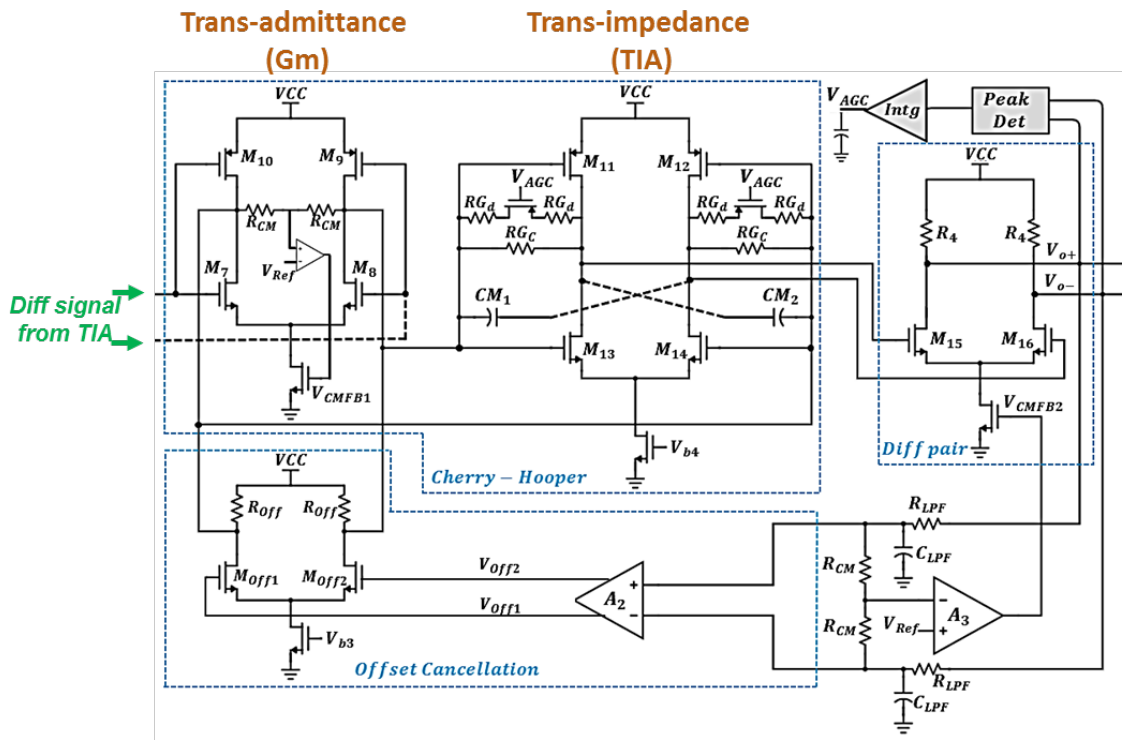 Trans-admittance
(Gm)
Trans-impedance
(TIA)
VCC
M10
M9
RCM
RCM
VRef
M7
M8
VCMFB1
Diff signal
from TIA
VCC
M11
M12
VAGC
VAGC
RGd
RGd
RGd
RGd
RGC
RGC
CM1
CM2
M13
M14
Vb4
Cherry – Hooper
VAGC
Intg
Peak
Det
VCC
R4
R4
Vo+
Vo−
M15
M16
VCMFB2
Diff pair
VCC
ROff
ROff
MOff1
MOff2
Vb3
VOff2
VOff1
A2
+
−
Offset Cancellation
RLPF
CLPF
RCM
RCM
−
VRef
+
A3
RLPF
CLPF